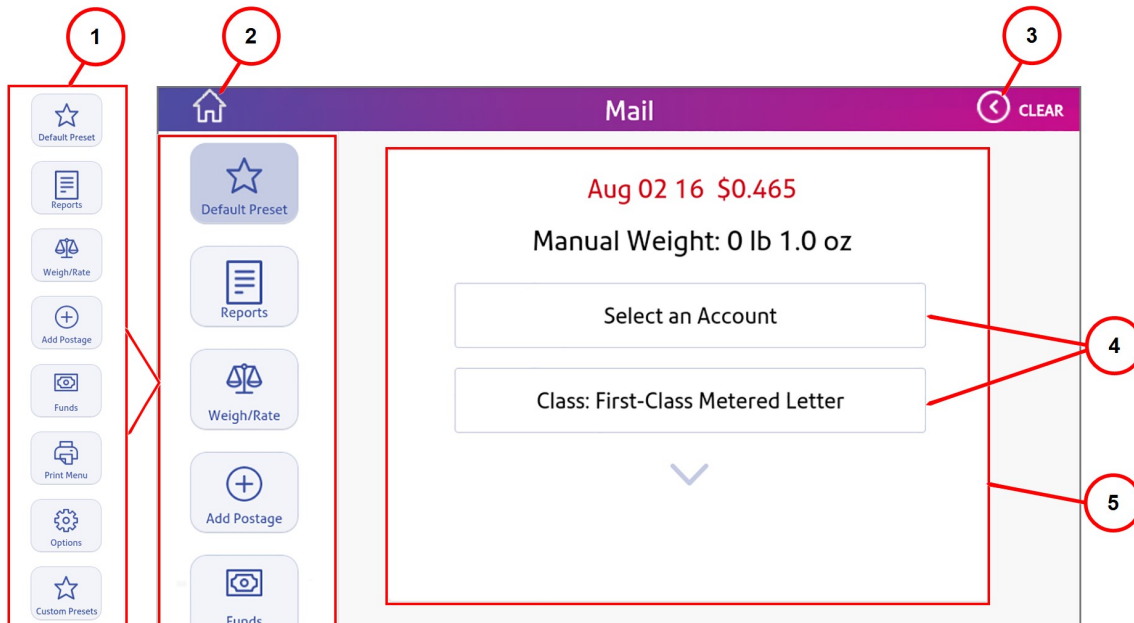 1
2
3
Default Preset
Reports
Weigh/Rate
Add Postage
Funds
Print Menu
Options
Custom Presets
Mail
CLEAR
Default Preset
Reports
Weigh/Rate
Add Postage
Funds
Aug 02 16 $0.465
Manual Weight: 0 lb 1.0 oz
Select an Account
Class: First-Class Metered Letter
4
5